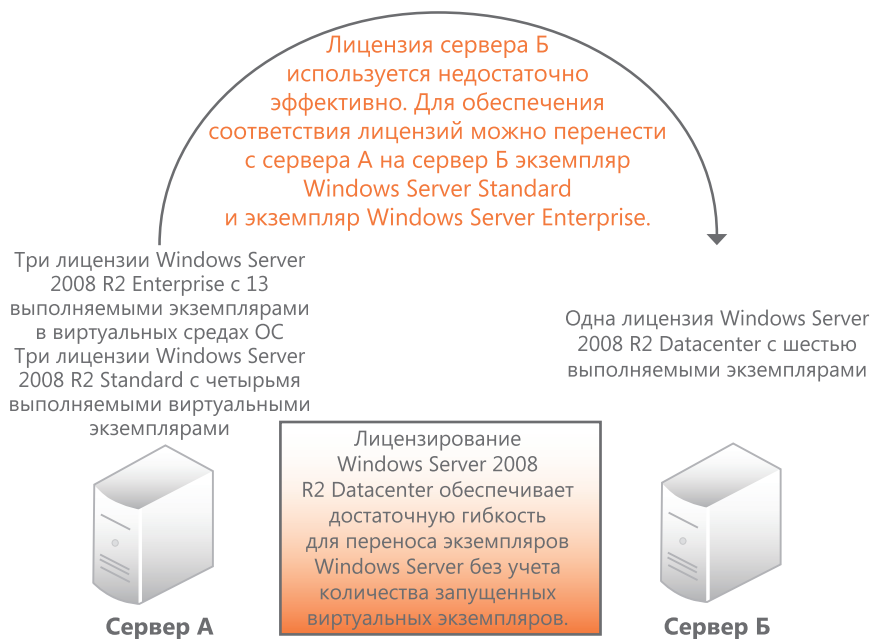 Лицензия сервера Б
используется недостаточно
эффективно. Для обеспечения
соответствия лицензий можно перенести
с сервера А на сервер Б экземпляр
Windows Server Standard
и экземпляр Windows Server Enterprise.
Три лицензии Windows Server
2008 R2 Enterprise с 13
выполняемыми экземплярами
в виртуальных средах ОС
Три лицензии Windows Server
2008 R2 Standard с четырьмя
выполняемыми виртуальными
экземплярами
Одна лицензия Windows Server
2008 R2 Datacenter с шестью
выполняемыми экземплярами
Лицензирование
Windows Server 2008
R2 Datacenter обеспечивает
достаточную гибкость
для переноса экземпляров
Windows Server без учета
количества запущенных
виртуальных экземпляров.
Сервер А
Сервер Б